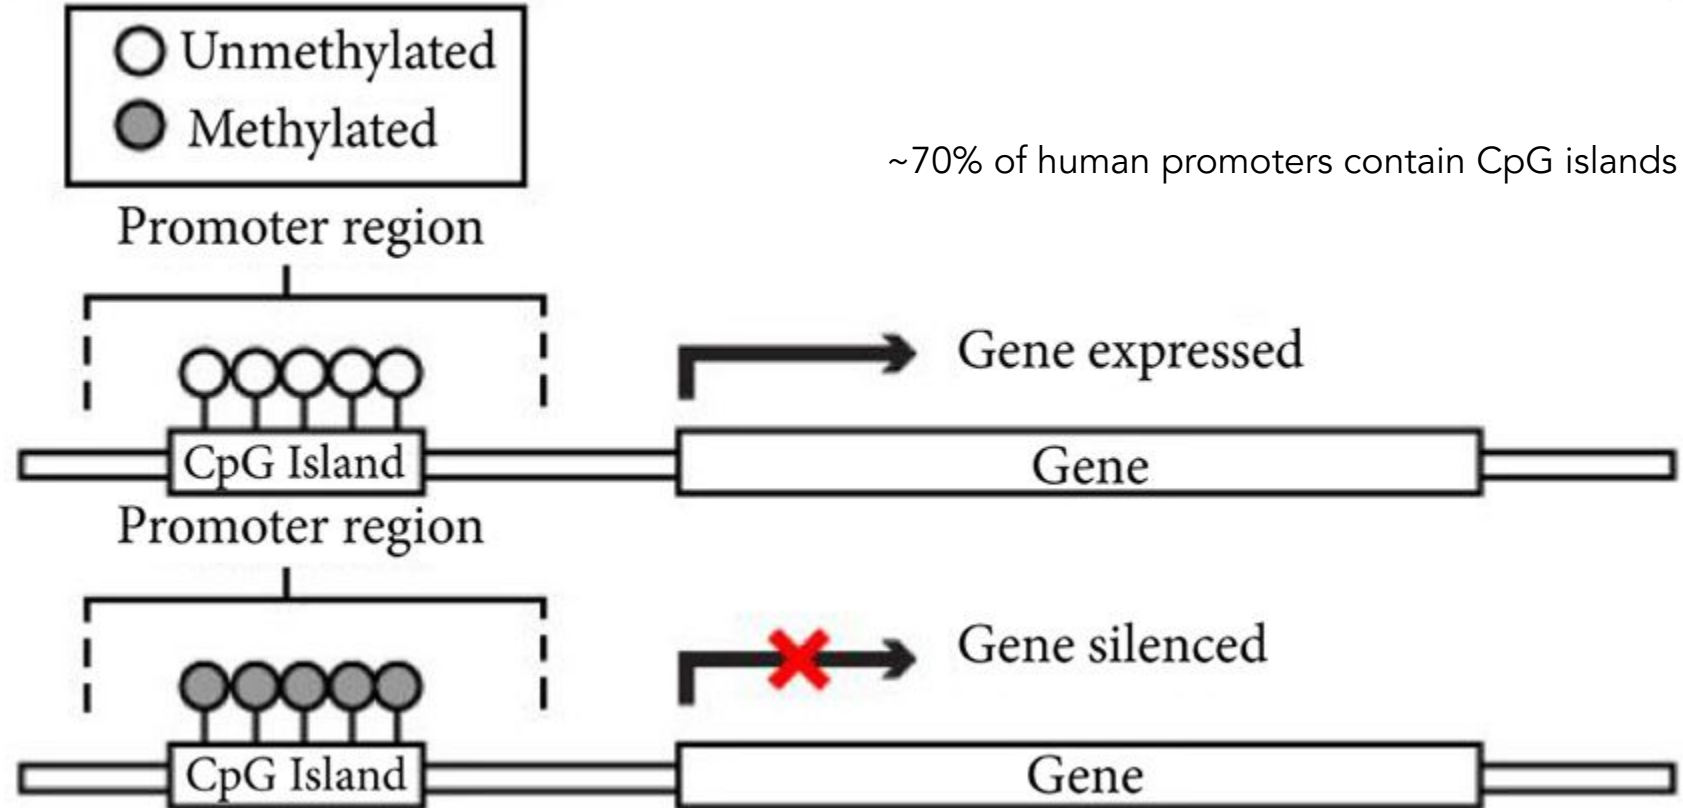 Unmethylated
Methylated
~70% of human promoters contain CpG islands
Promoter region
Gene expressed
CpG Island
Gene
Promoter region
Gene silenced
CpG Island
Gene